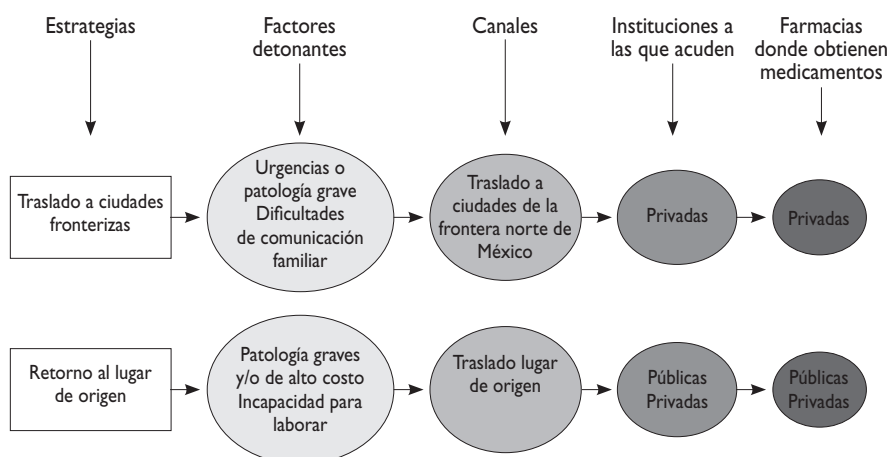 Estrategias
Factores
detonantes
Canales
Instituciones a
las que acuden
Farmacias
donde obtienen
medicamentos
Traslado a ciudades
fronterizas
Urgencias o
patología grave
Dificultades
de comunicación
familiar
Traslado a
ciudades de la
frontera norte de
México
Privadas
Privadas
Retorno al lugar
de origen
Patología graves
y/o de alto costo
Incapacidad para
laborar
Traslado lugar
de origen
Públicas
Privadas
Públicas
Privadas